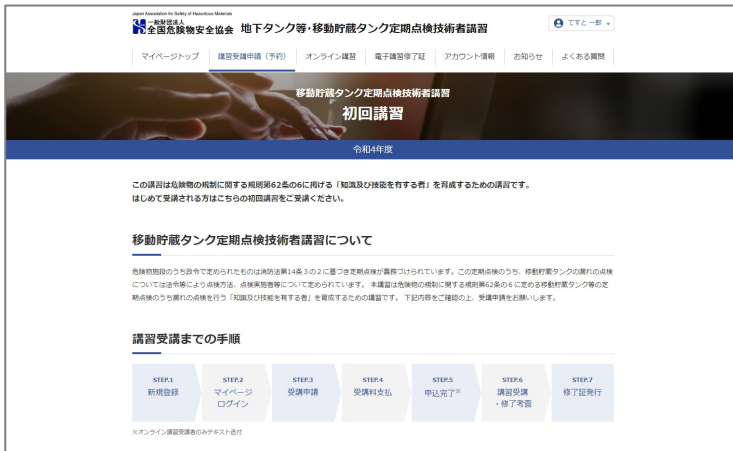 Japan Association for Safety of Hazardous Materials
一般財団法人
全国危険物安全協会 地下タンク等・移動貯蔵タンク定期点検技術者講習
てすと 一郎
マイページトップ 講習受講申請（予約） オンライン講習 電子講習修了証 アカウント情報 お知らせ よくある質問
移動貯蔵タンク定期点検技術者講習
初回講習
令和4年度
この講習は危険物の規制に関する規則第62条の6に掲げる「知識及び技能を有する者」を育成するための講習です。
はじめて受講される方はこちらの初回講習をご受講ください。
移動貯蔵タンク定期点検技術者講習について
危険物施設のうち政令で定められたものは消防法第14条３の２に基づき定期点検が義務づけられています。この定期点検のうち、移動貯蔵タンクの漏れの点検
については法令等により点検方法、点検実施者等について定められています。 本講習は危険物の規制に関する規則第62条の６に定める移動貯蔵タンク等の定
期点検のうち漏れの点検を行う「知識及び技能を有する者」を育成するための講習です。 下記内容をご確認の上、受講申請をお願いします。
講習受講までの手順
STEP.1 STEP.2 STEP.3 STEP.4 STEP.5 STEP.6 STEP.7
新規登録 マイページ 受講申請 受講料支払 申込完了※ 講習受講 修了証発行
ログイン ・修了考査
※オンライン講習受講者のみテキスト送付